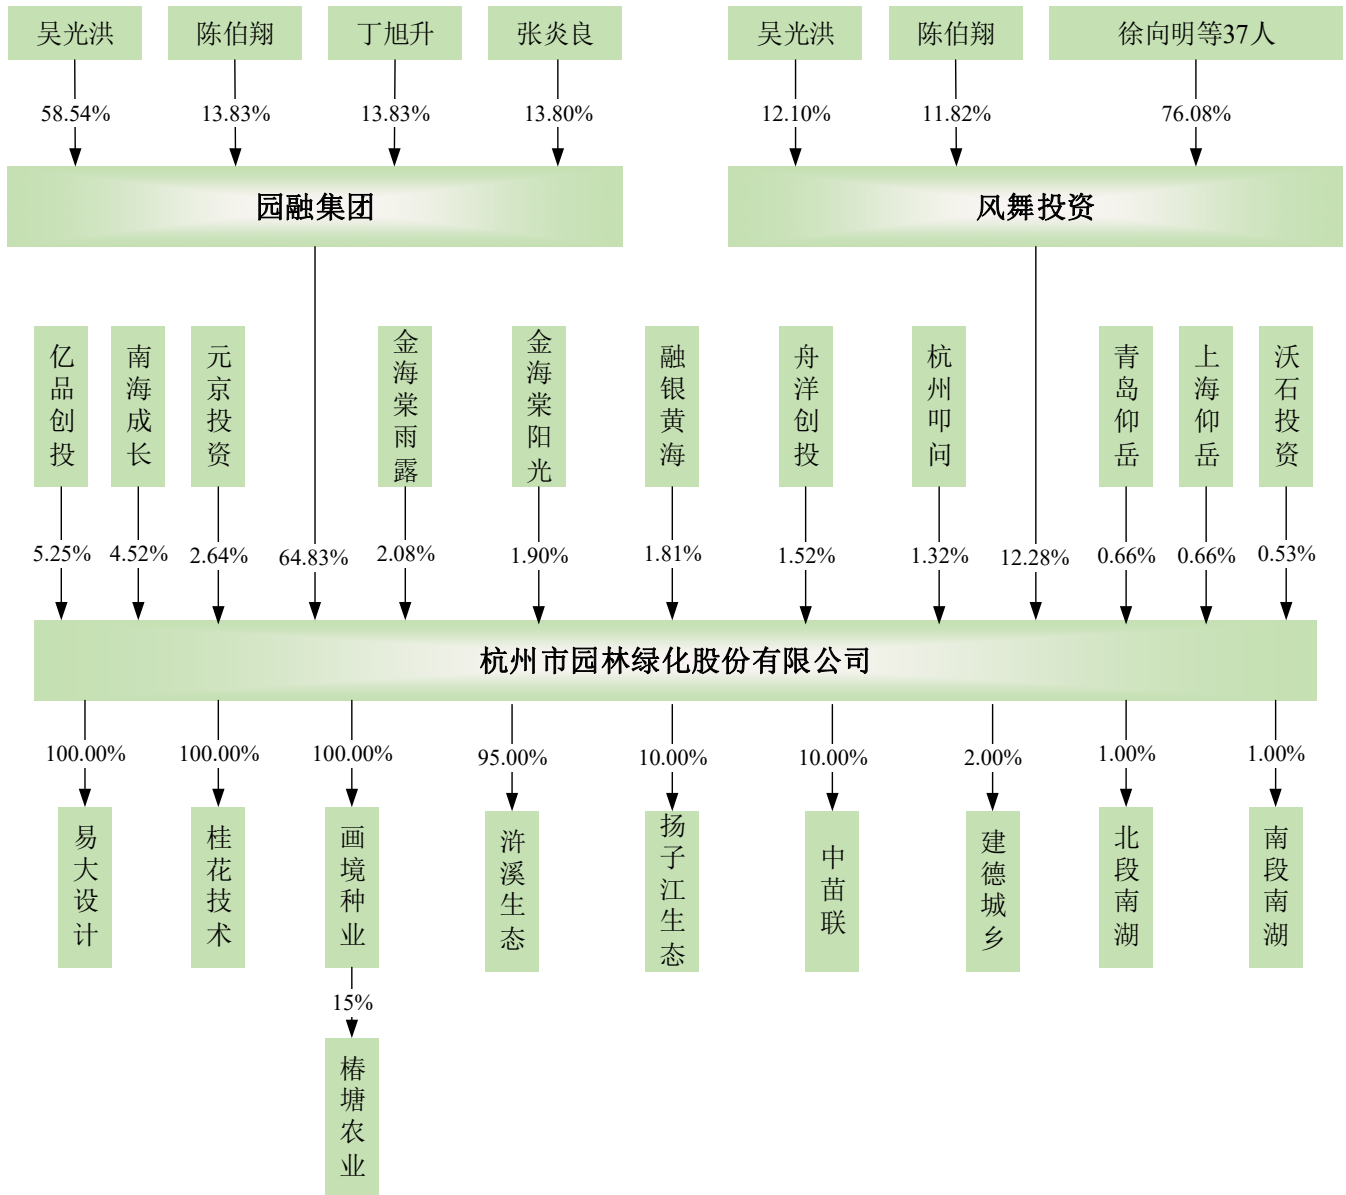 吴光洪
陈伯翔
丁旭升
张炎良
吴光洪
陈伯翔
徐向明等37人
58.54%
13.83%
13.83%
13.80%
12.10%
11.82%
76.08%
园融集团
风舞投资
亿品创投
南海成长
元京投资
金海棠雨露
金海棠阳光
融银黄海
舟洋创投
杭州叩问
青岛仰岳
上海仰岳
沃石投资
5.25%
4.52%
2.64%
64.83%
2.08%
1.90%
1.81%
1.52%
1.32%
12.28%
0.66%
0.66%
0.53%
杭州市园林绿化股份有限公司
100.00%
100.00%
100.00%
95.00%
10.00%
10.00%
2.00%
1.00%
1.00%
易大设计
桂花技术
画境种业
浒溪生态
扬子江生态
中苗联
建德城乡
北段南湖
南段南湖
15%
椿塘农业